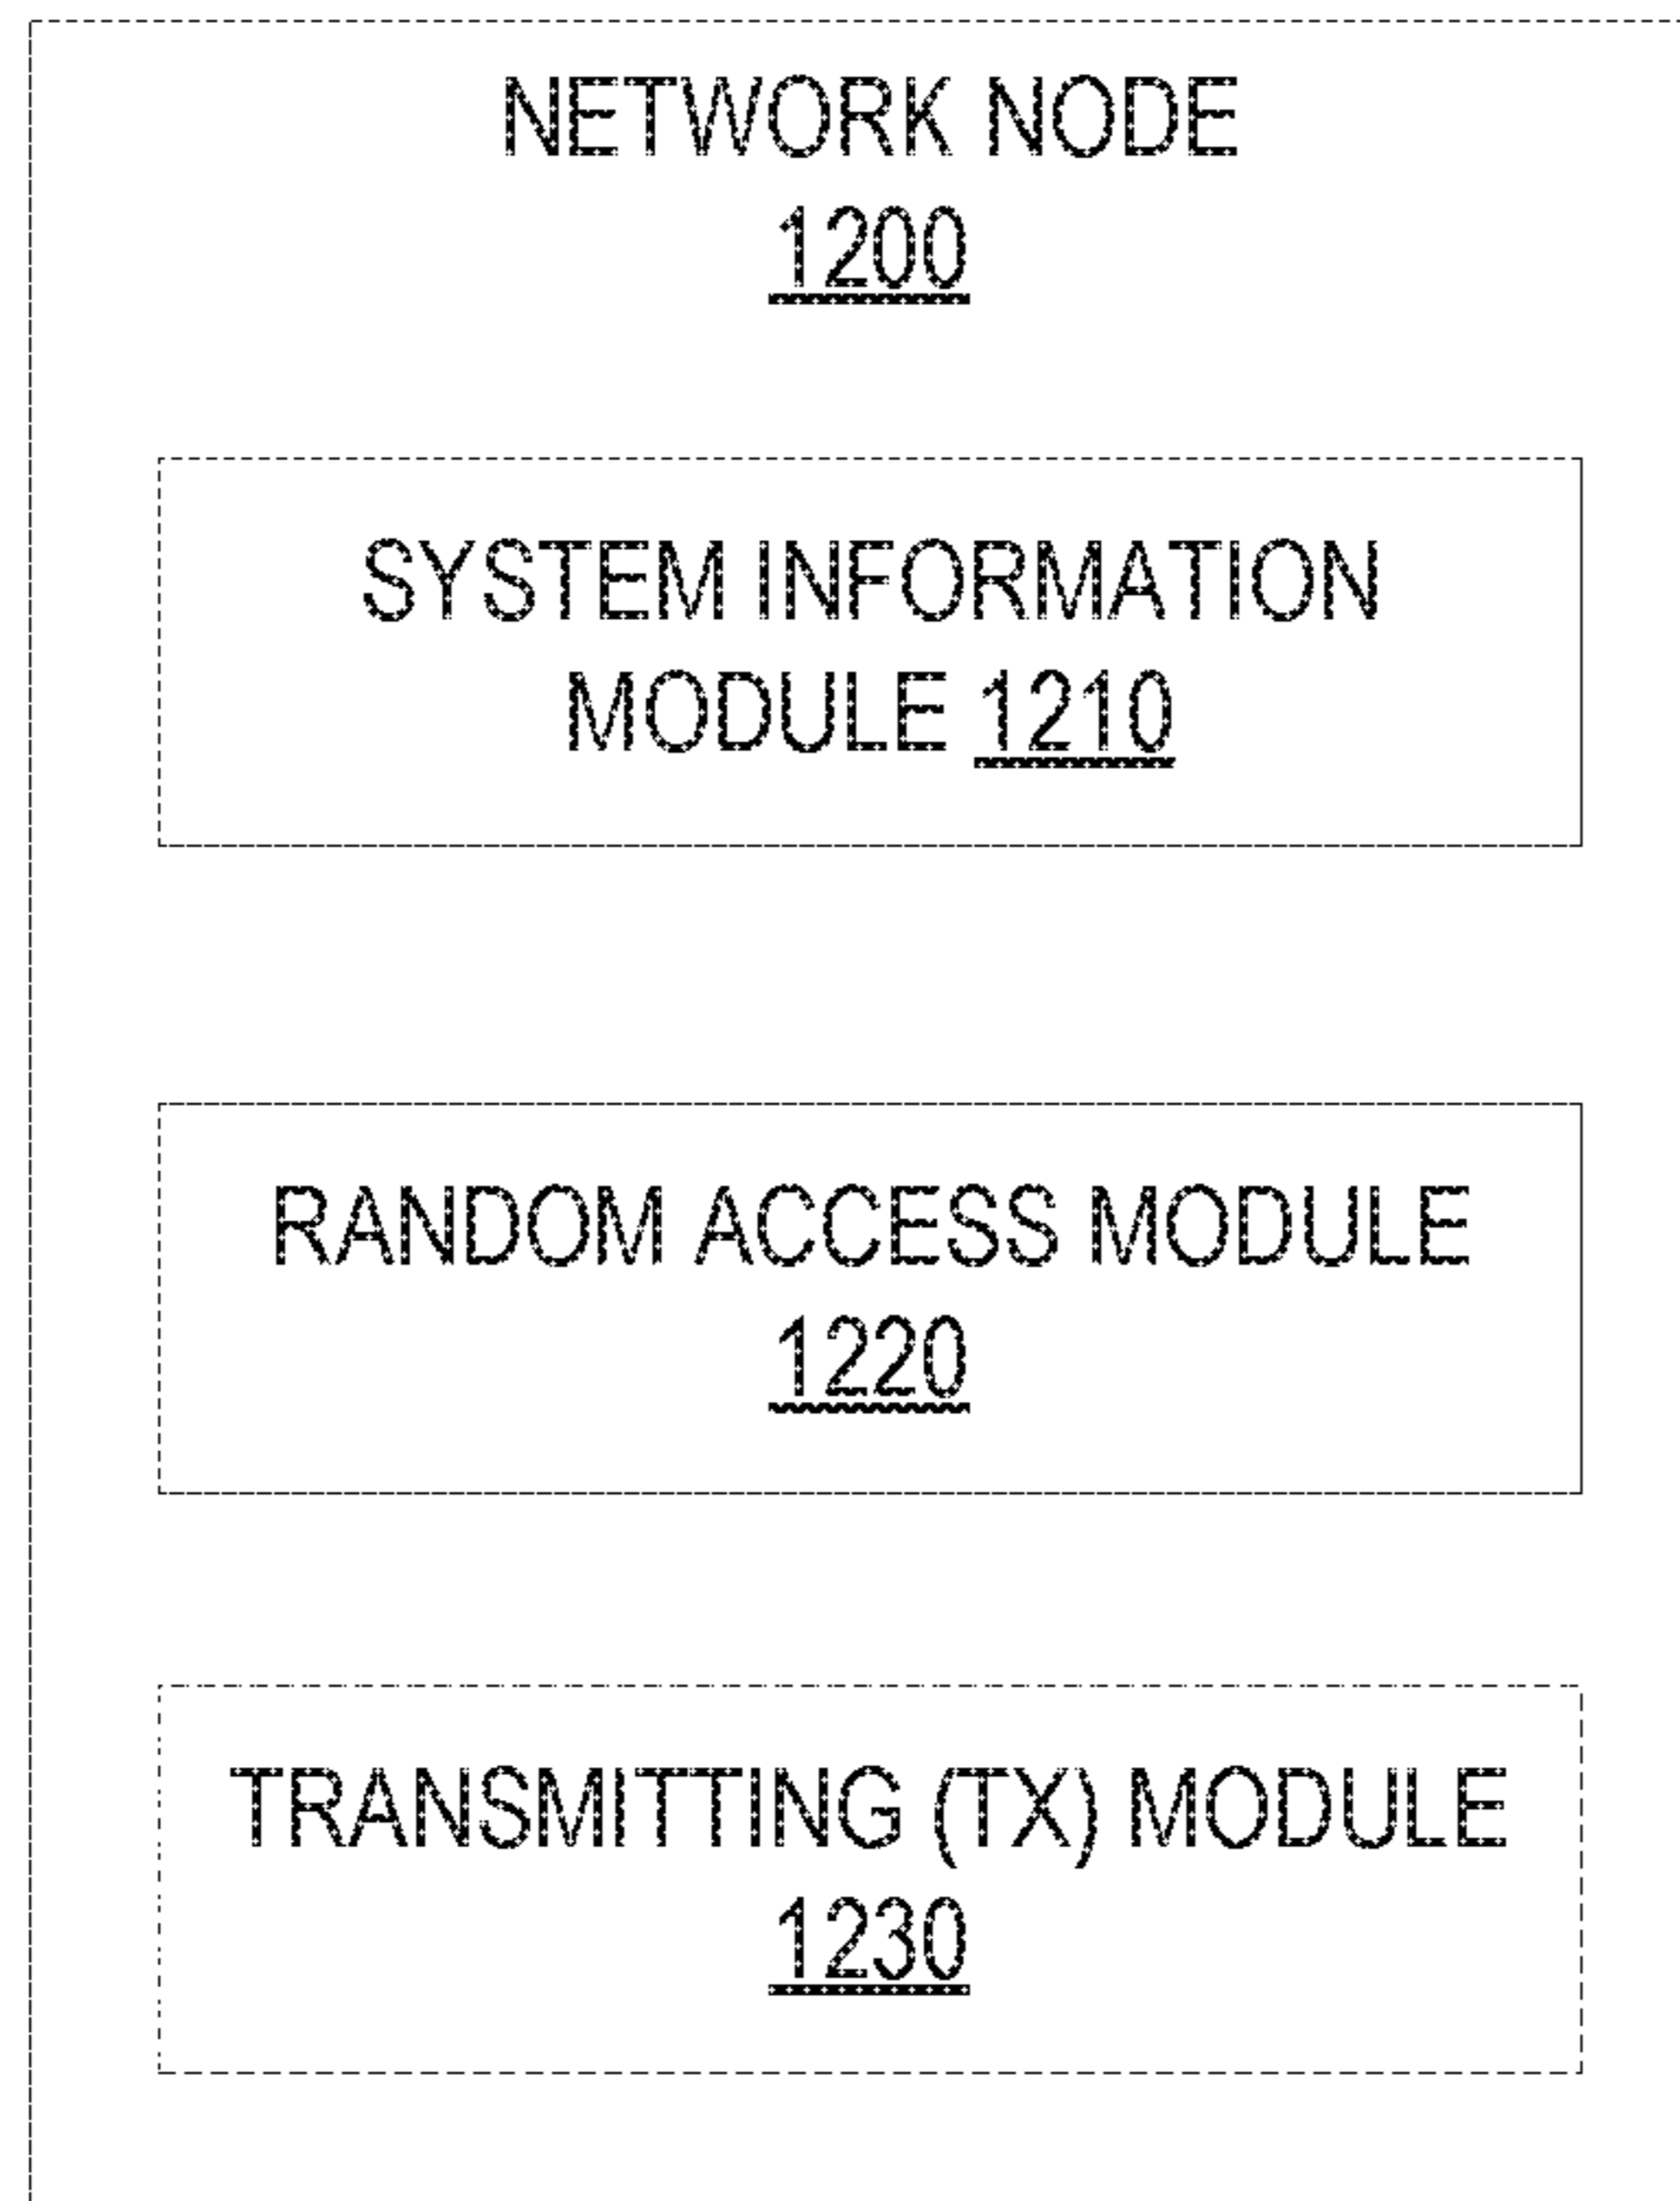 NETWORK NODE
1200
SYSTEM INFORMATION
MODULE 1210
RANDOM ACCESS MODULE
1220
TRANSMITTING (TX) MODULE
1230